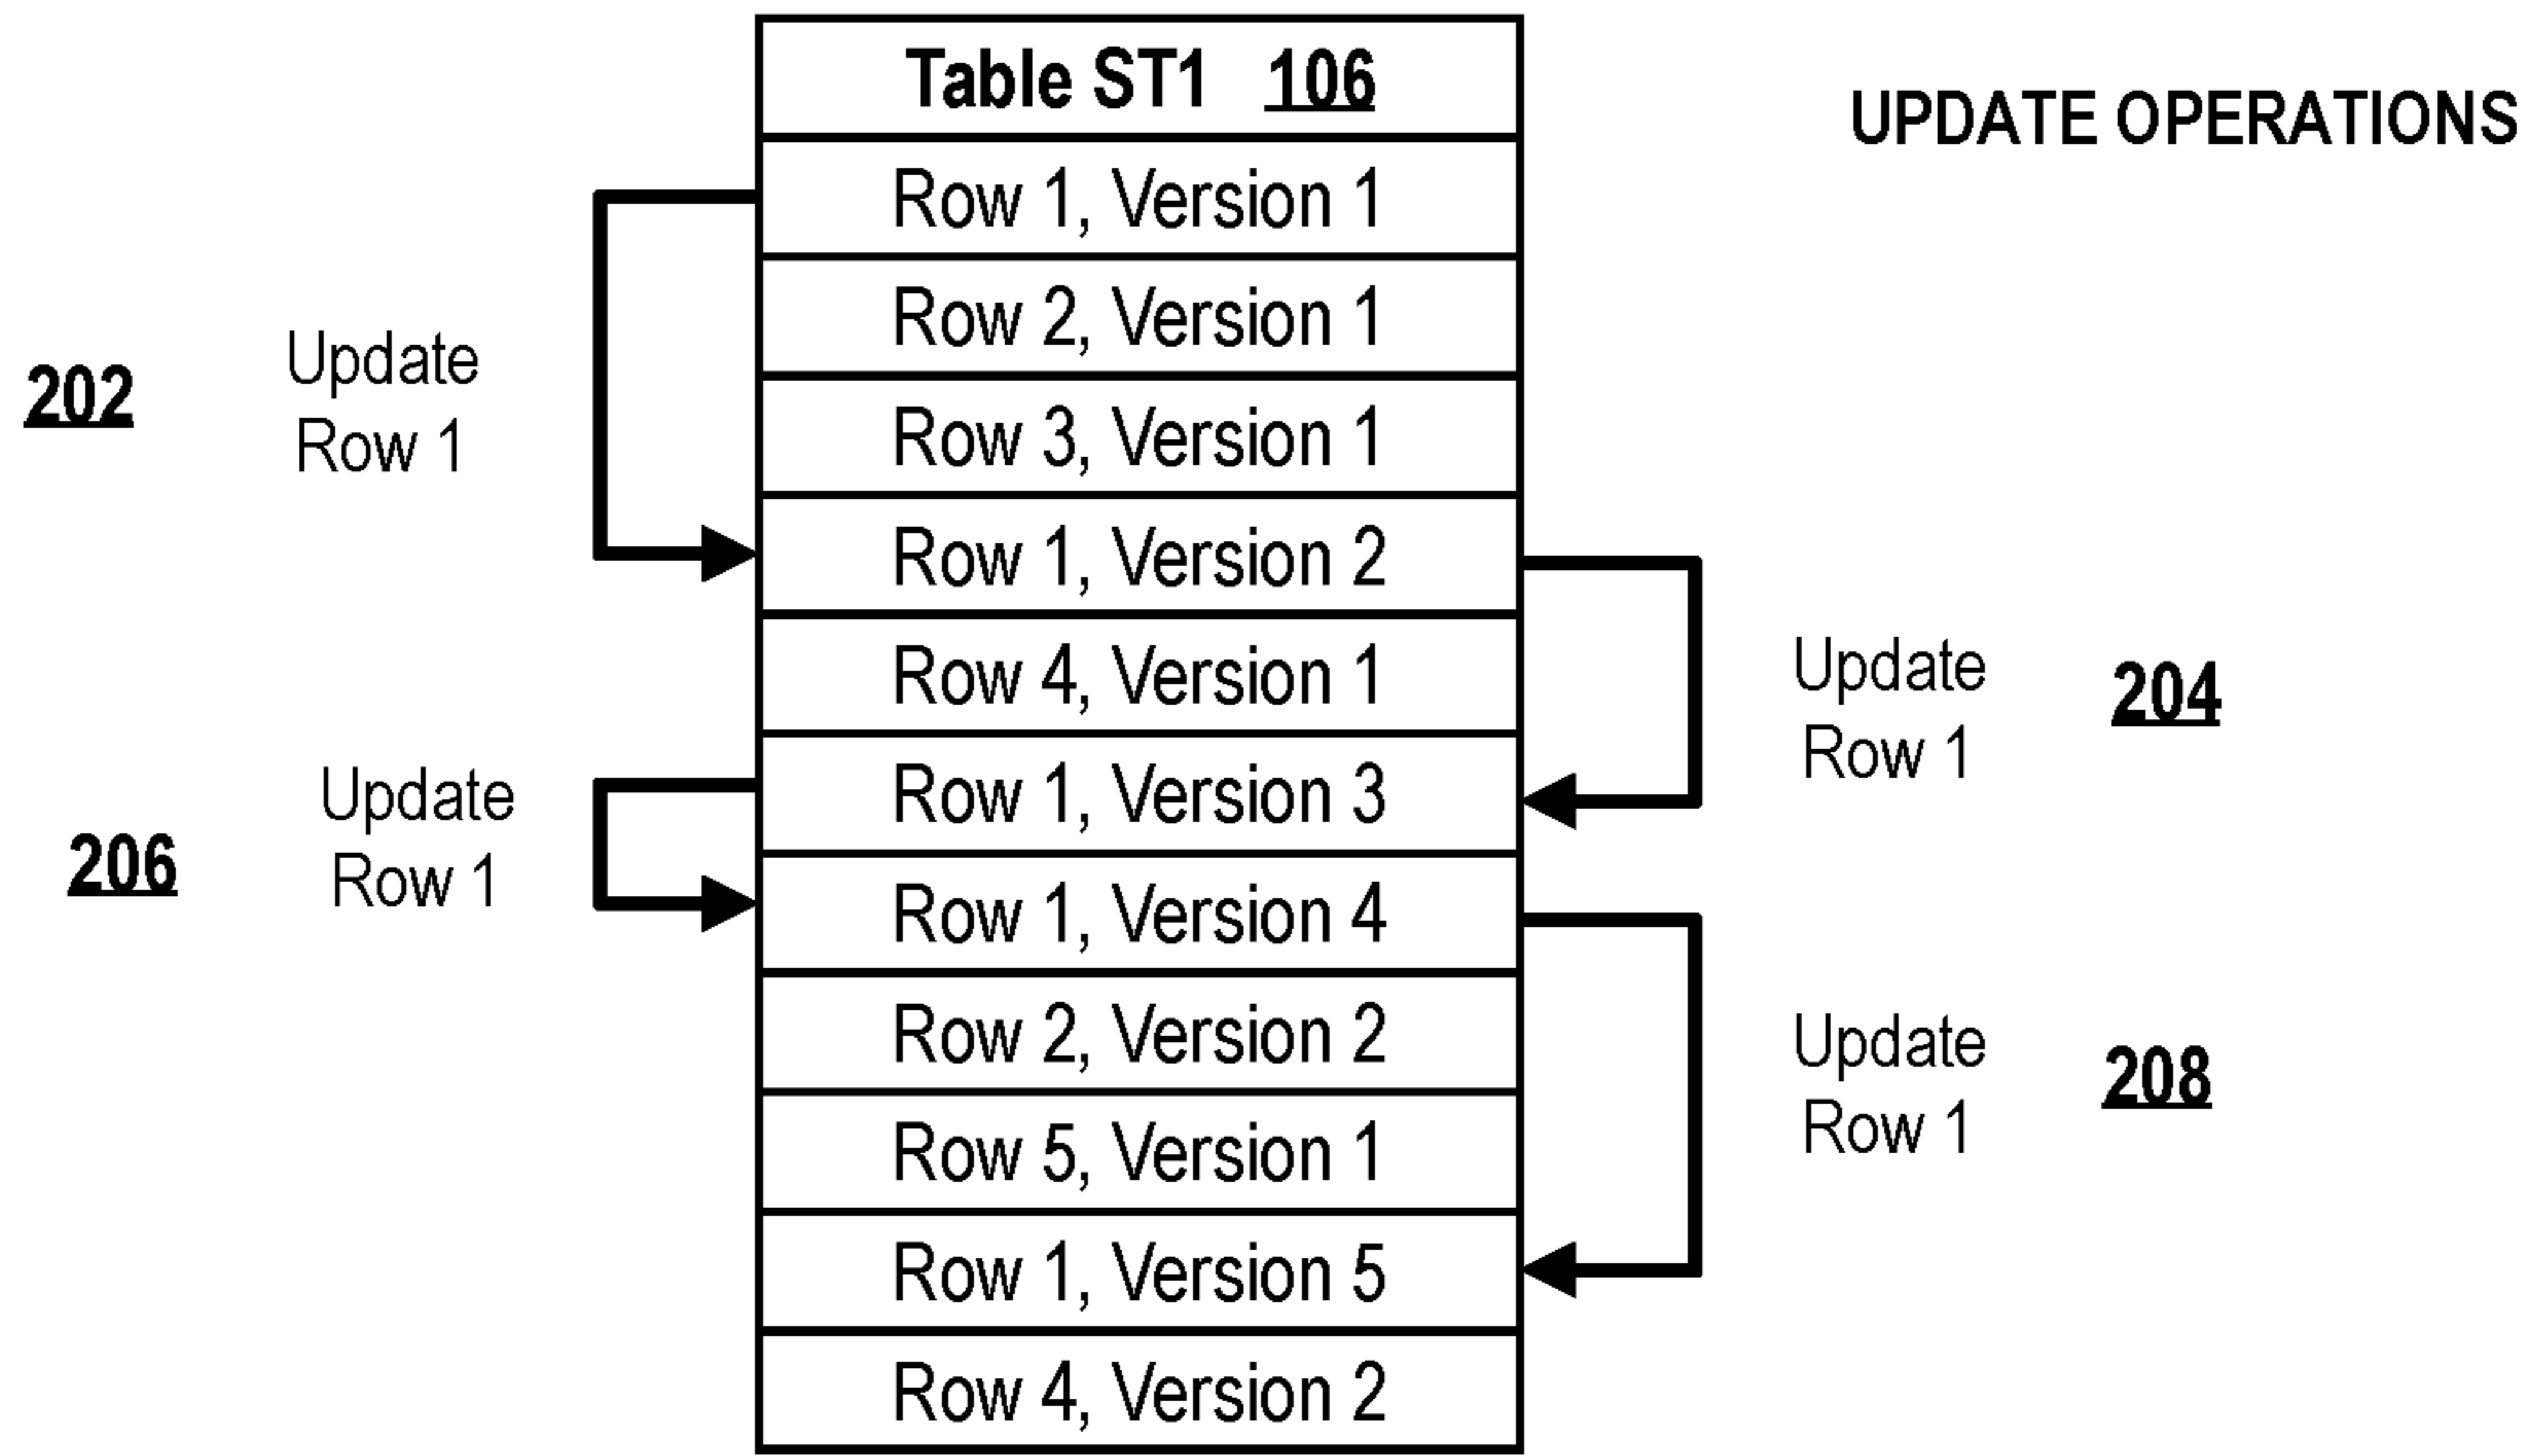 Table ST1 106
UPDATE OPERATIONS
Row 1, Version 1
Row 2, Version 1
Row 3, Version 1
Row 1, Version 2
Row 4, Version 1
Row 1, Version 3
Row 1, Version 4
Row 2, Version 2
Row 5, Version 1
Row 1, Version 5
Row 4, Version 2
202
Update
Row 1
Update
Row 1
204
206
Update
Row 1
Update
Row 1
208